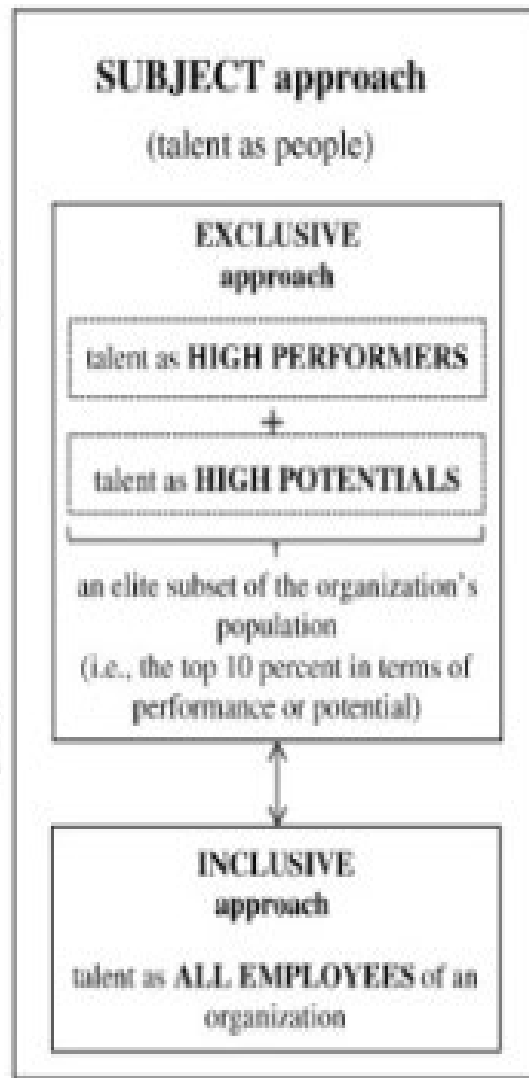 SUBJECT approach
(talent as people)
EXCLUSIVE
approach
talent as HIGH PERFORMERS
+
talent as HIGH POTENTIALS
an elite subset of the organization's
population
(i.e., the top 10 percent in terms of
performance or potential)
INCLUSIVE
approach
talent as ALL EMPLOYEES of an
organization